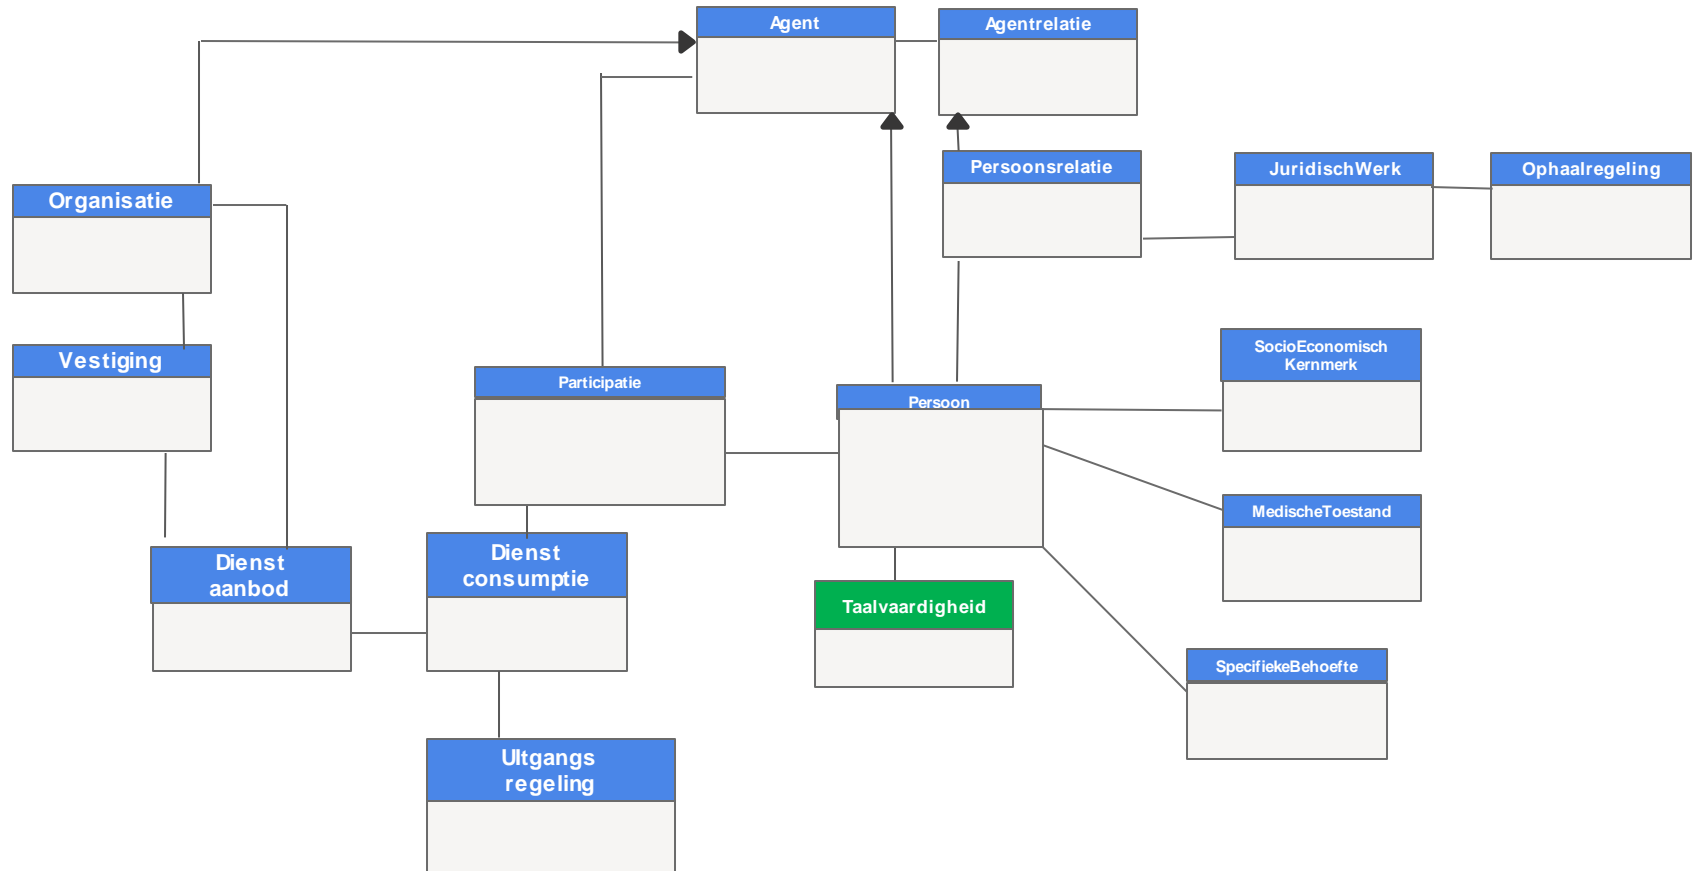 Agent
Agentrelatie
Persoonsrelatie
JuridischWerk
Ophaalregeling
Organisatie
Vestiging
SocioEconomisch
Kernmerk
Participatie
Persoon
MedischeToestand
Dienst
aanbod
Dienst
consumptie
Taalvaardigheid
SpecifiekeBehoefte
UItgangs
regeling